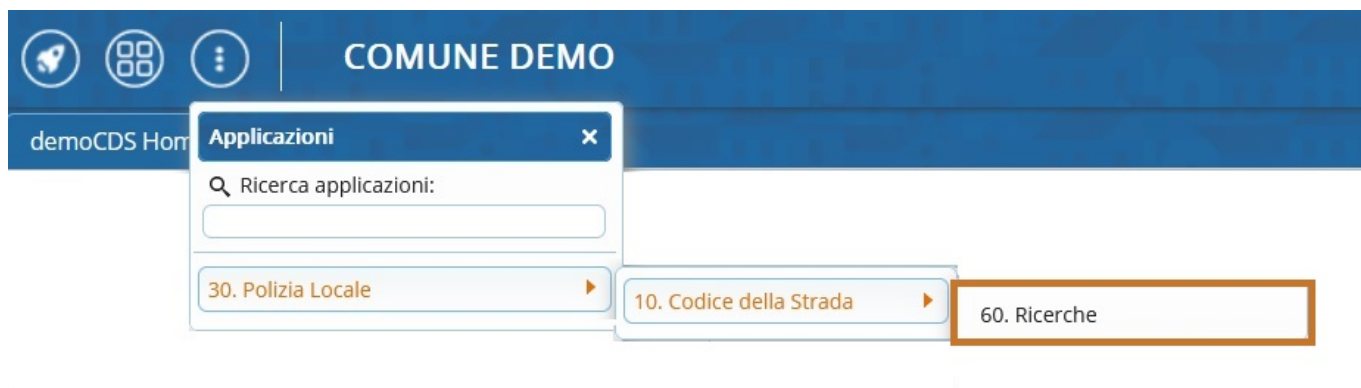 COMUNE DEMO
demoCDS Hom
Applicazioni
Ricerca applicazioni:
30. Polizia Locale
10. Codice della Strada
60. Ricerche